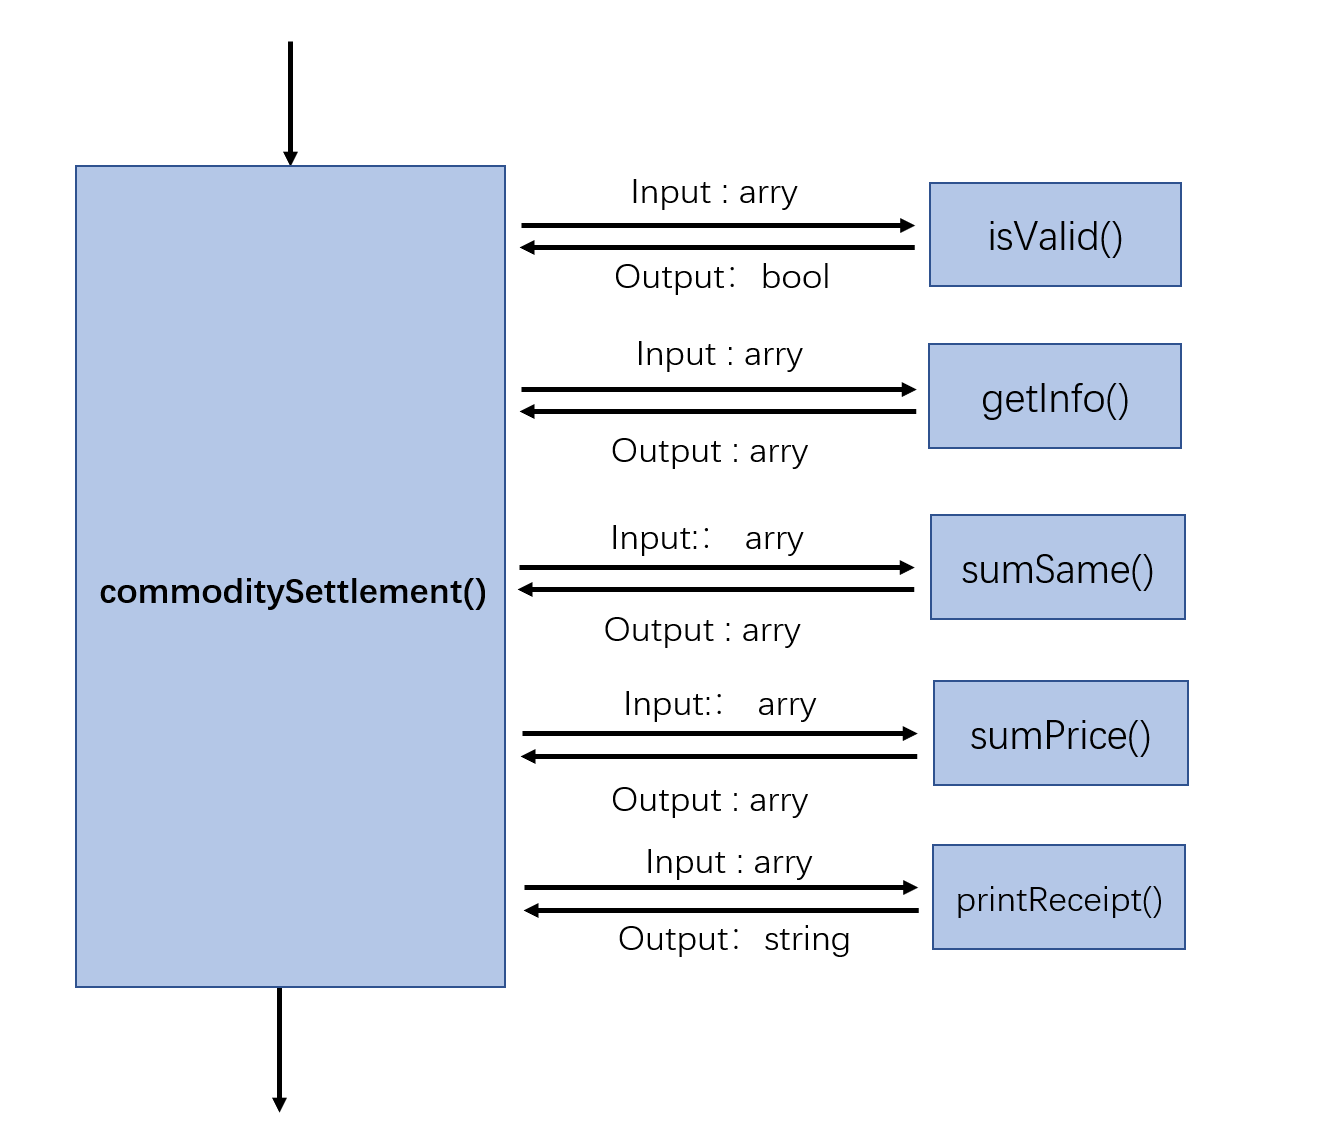 Input : arry
isValid()
Output： bool
Input : arry
getInfo()
Output : arry
Input:： arry
sumSame()
commoditySettlement()
Output : arry
Input:： arry
sumPrice()
Output : arry
Input : arry
printReceipt()
Output： string